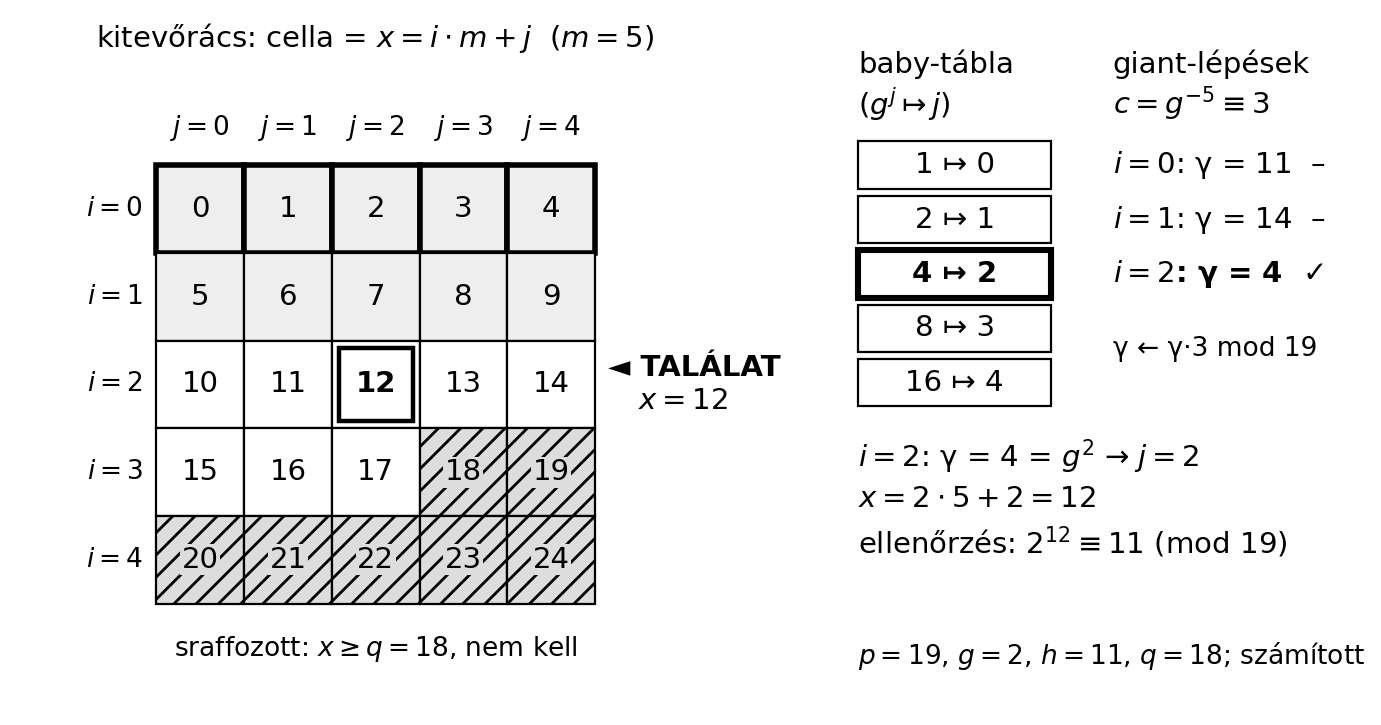 kitevőrács: cella = x = i · m + j (m = 5)
j = 0 j = 1 j = 2 j = 3 j = 4
i = 0 0 1 2 3 4
i = 1 5 6 7 8 9
i = 2 10 11 12 13 14
i = 3 15 16 17 18 19
i = 4 20 21 22 23 24
◄ TALÁLAT
x = 12
sraffozott: x ≥ q = 18, nem kell
baby-tábla
(g^j ↦ j)
1 ↦ 0
2 ↦ 1
4 ↦ 2
8 ↦ 3
16 ↦ 4
giant-lépések
c = g^{-5} ≡ 3
i = 0: γ = 11 –
i = 1: γ = 14 –
i = 2: γ = 4 ✓
γ ← γ·3 mod 19
i = 2: γ = 4 = g² → j = 2
x = 2 · 5 + 2 = 12
ellenőrzés: 2¹² ≡ 11 (mod 19)
p = 19, g = 2, h = 11, q = 18; számított